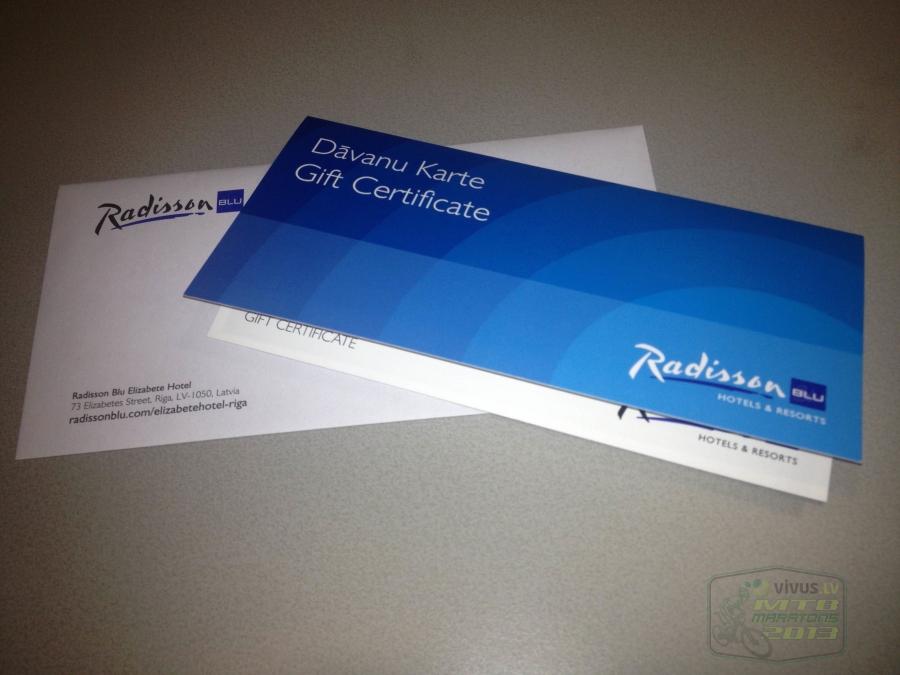 Dāvanu Karte
Gift Certificate
Radisson BLU
HOTELS & RESORTS
Radisson BLU
Radisson Blu Elizabete Hotel
73 Elizabetes Street, Riga, LV-1050, Latvia
radissonblu.com/elizabetehotel-riga
GIFT CERTIFICATE
HOTELS & RESORTS
vivus.lv
MTB
MARATONS
2013